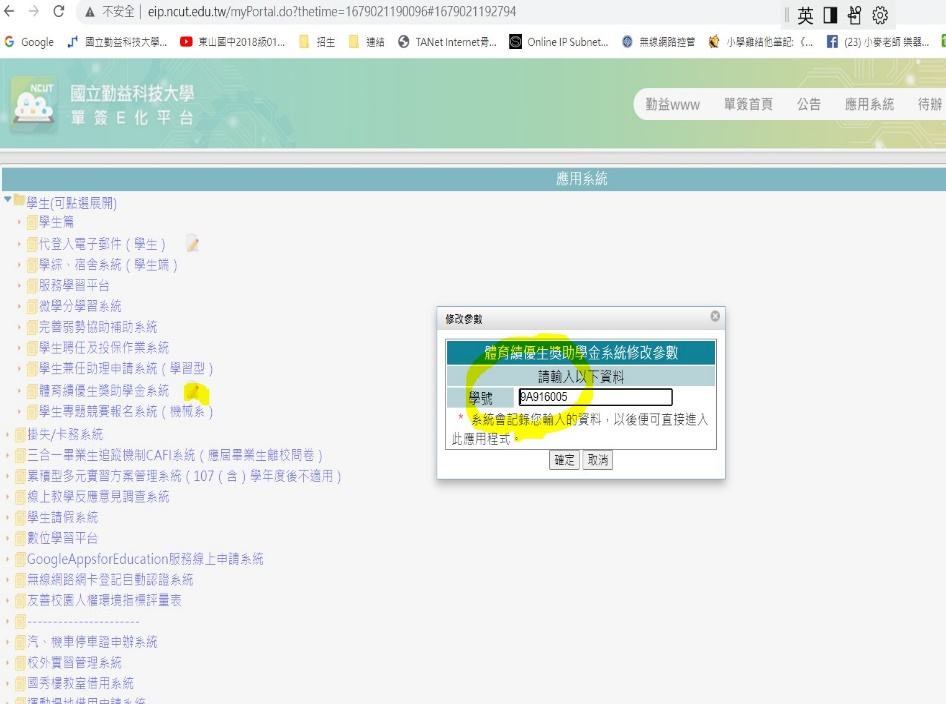 不安全 | eip.ncut.edu.tw/myPortal.do?thetime=1679021190096#1679021192794
英
Google 國立勤益科技大學... 東山國中2018級01... 招生 連結 TANet Internet骨... Online IP Subnet... 無線網路控管 小學雞結他筆記:《... (23) 小麥老師 樂器...
NCUT
國立勤益科技大學
單簽E化平台
勤益www 單簽首頁 公告 應用系統 待辦
應用系統
學生(可點選展開)
學生篇
代登入電子郵件(學生)
學綜、宿舍系統(學生端)
服務學習平台
微學分學習系統
完善弱勢協助補助系統
學生聘任及投保作業系統
學生兼任助理申請系統(學習型)
體育績優生獎助學金系統
學生專題競賽報名系統(機械系)
掛失/卡務系統
三合一畢業生追蹤機制CAFI系統(應屆畢業生離校問卷)
累積型多元實習方案管理系統(107(含)學年度後不適用)
線上教學反應意見調查系統
學生請假系統
數位學習平台
GoogleAppsforEducation服務線上申請系統
無線網路網卡登記自動認證系統
友善校園人權環境指標評量表
----------------------
汽、機車停車證申辦系統
校外實習管理系統
國秀樓教室借用系統
運動場地借用申請系統
修改參數
體育績優生獎助學金系統修改參數
請輸入以下資料
學號 9A916005
* 系統會記錄您輸入的資料,以後便可直接進入
此應用程式。
確定 取消